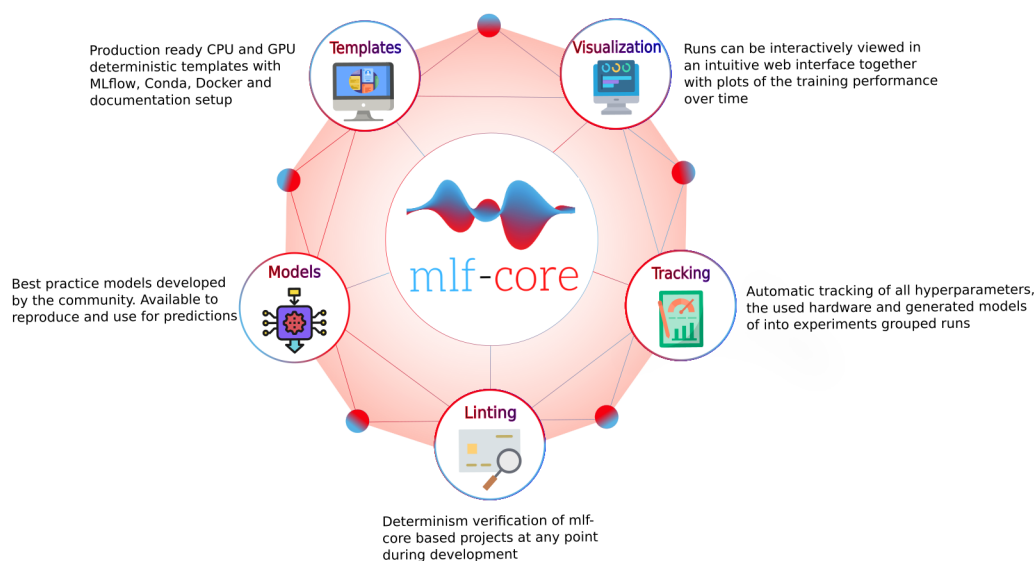 Templates
Production ready CPU and GPU
deterministic templates with
MLflow, Conda, Docker and
documentation setup
Visualization
Runs can be interactively viewed in
an intuitive web interface together
with plots of the training performance
over time
mlf-core
Models
Best practice models developed
by the community. Available to
reproduce and use for predictions
Tracking
Automatic tracking of all hyperparameters,
the used hardware and generated models
of into experiments grouped runs
Linting
Determinism verification of mlf-
core based projects at any point
during development